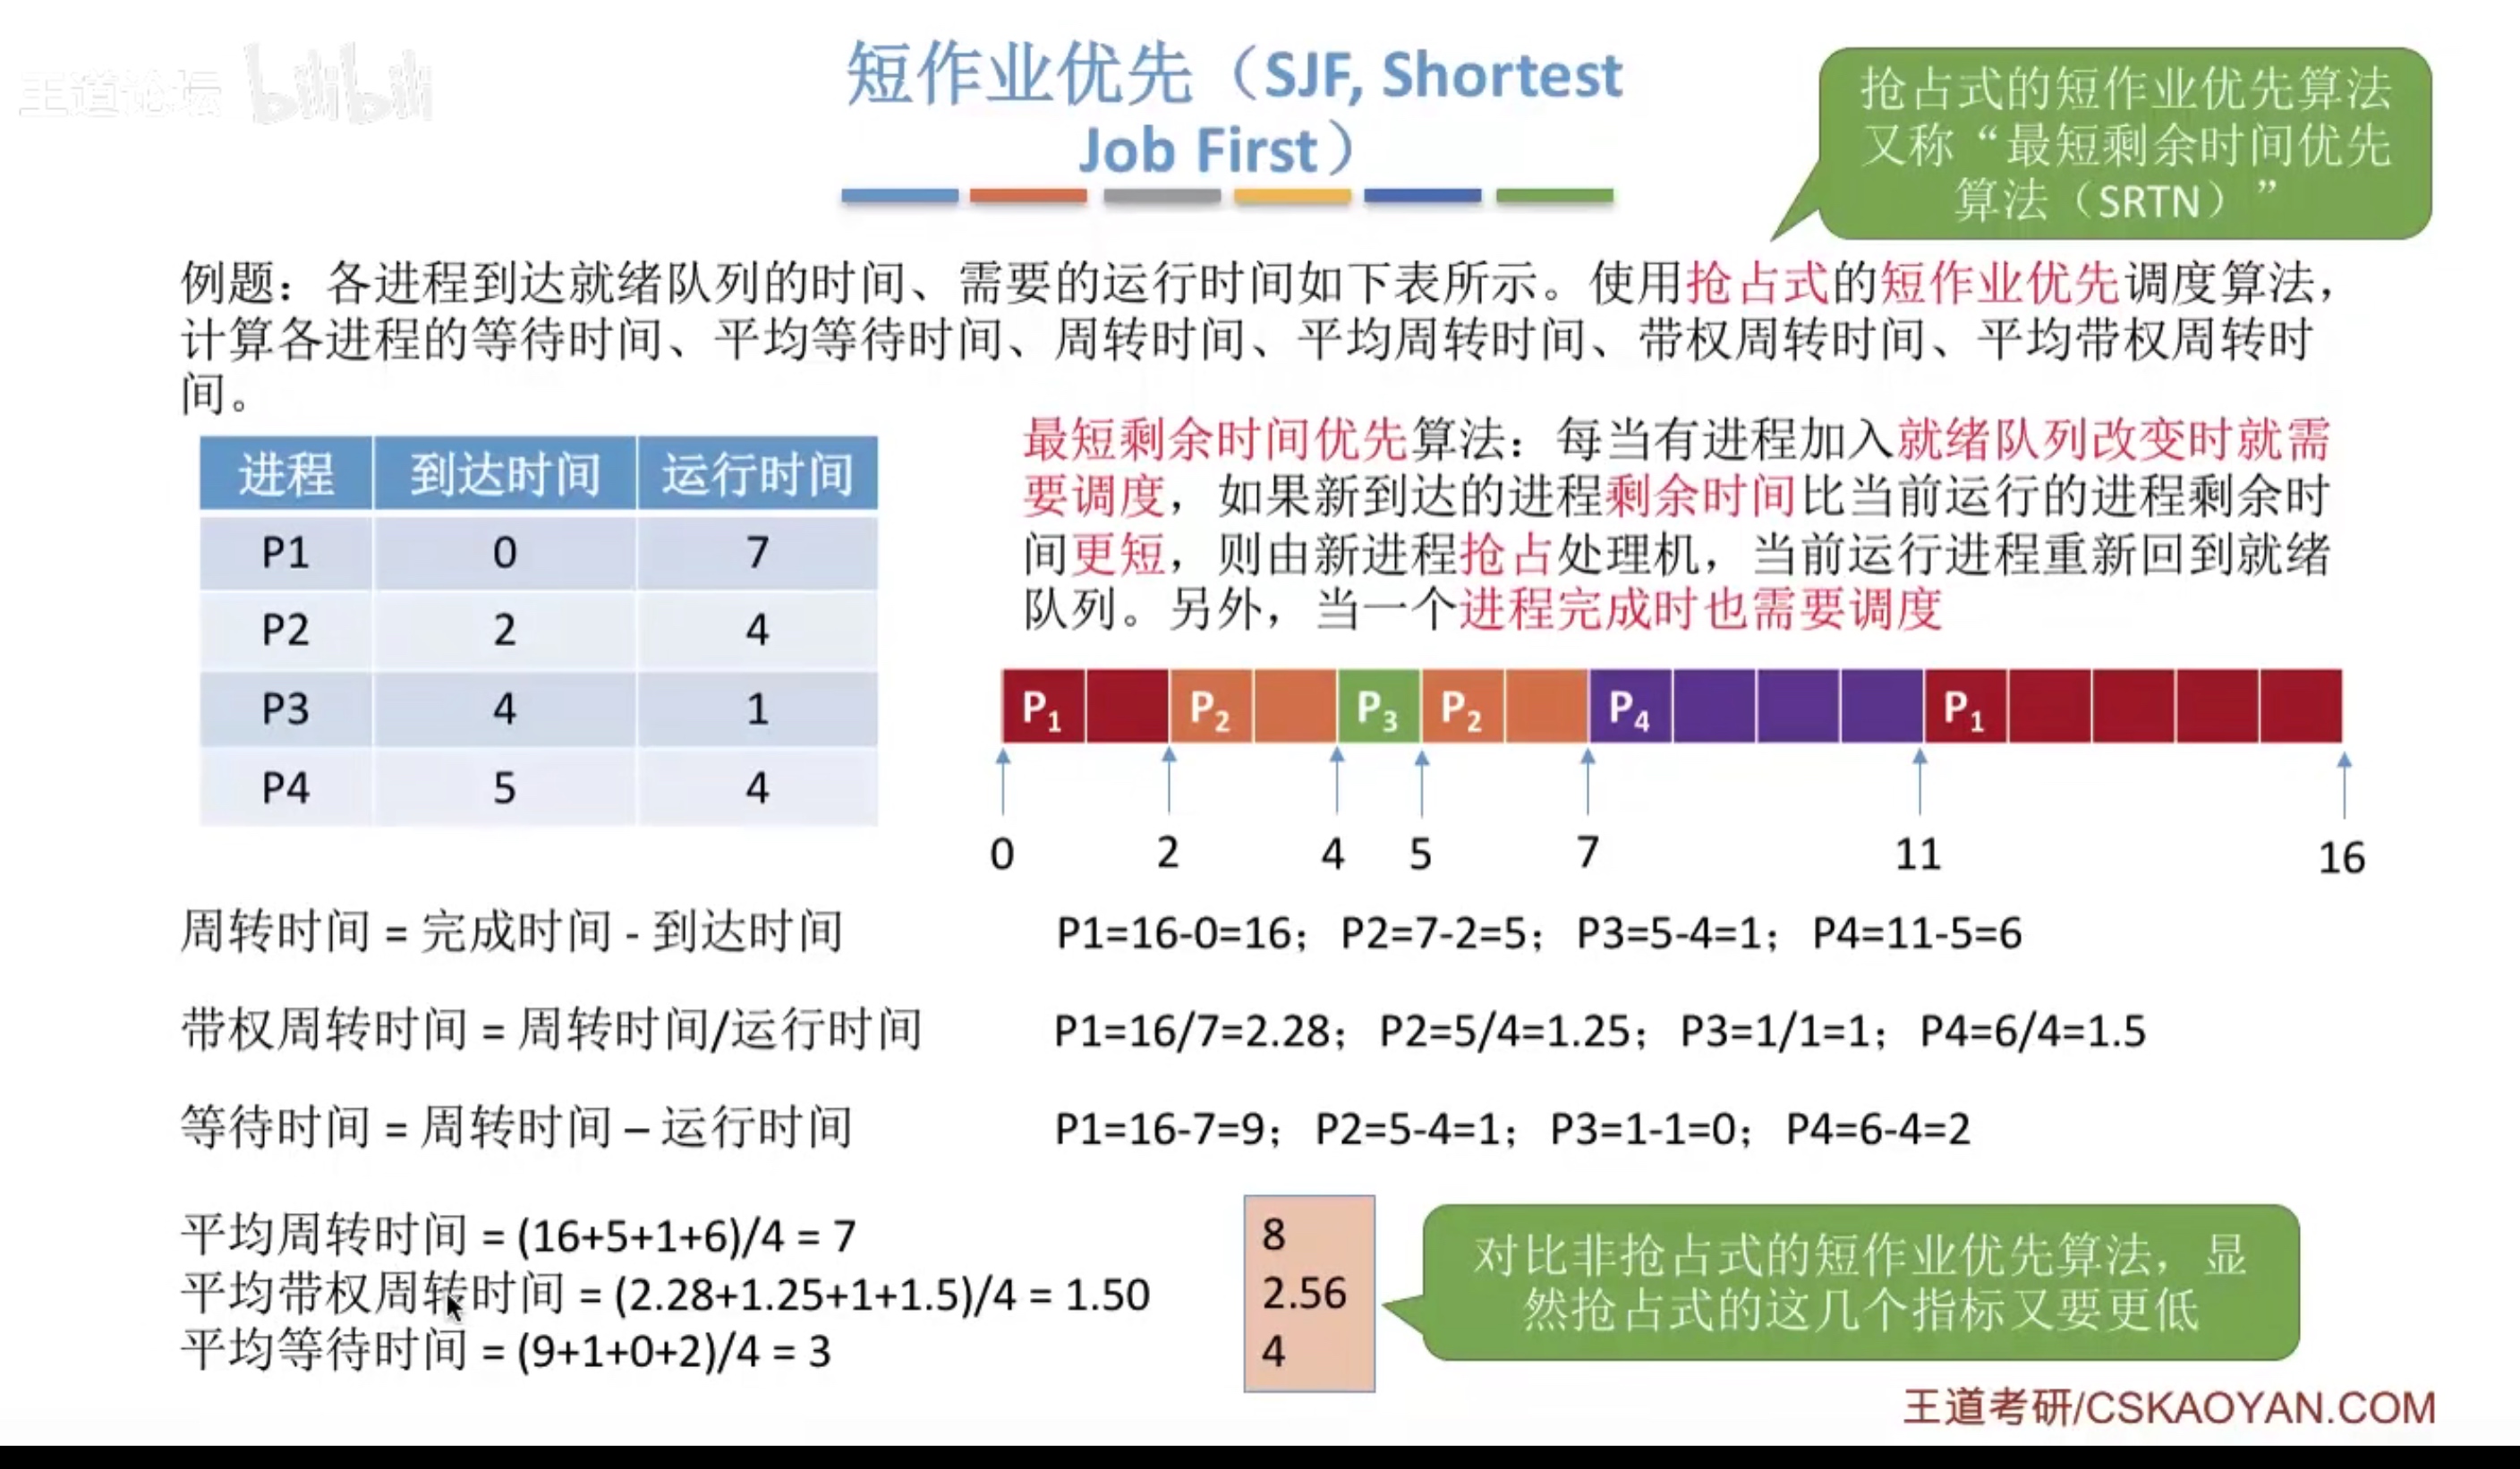 王道论坛 bilibili
短作业优先（SJF, Shortest
Job First）
抢占式的短作业优先算法
又称“最短剩余时间优先
算法（SRTN）”
例题：各进程到达就绪队列的时间、需要的运行时间如下表所示。使用抢占式的短作业优先调度算法，
计算各进程的等待时间、平均等待时间、周转时间、平均周转时间、带权周转时间、平均带权周转时
间。
进程 到达时间 运行时间
P1 0 7
P2 2 4
P3 4 1
P4 5 4
最短剩余时间优先算法：每当有进程加入就绪队列改变时就需
要调度，如果新到达的进程剩余时间比当前运行的进程剩余时
间更短，则由新进程抢占处理机，当前运行进程重新回到就绪
队列。另外，当一个进程完成时也需要调度
P1 P2 P3 P2 P4 P1
0 2 4 5 7 11 16
周转时间 = 完成时间 - 到达时间
P1=16-0=16；P2=7-2=5；P3=5-4=1；P4=11-5=6
带权周转时间 = 周转时间/运行时间
P1=16/7=2.28；P2=5/4=1.25；P3=1/1=1；P4=6/4=1.5
等待时间 = 周转时间 – 运行时间
P1=16-7=9；P2=5-4=1；P3=1-1=0；P4=6-4=2
平均周转时间 = (16+5+1+6)/4 = 7
平均带权周转时间 = (2.28+1.25+1+1.5)/4 = 1.50
平均等待时间 = (9+1+0+2)/4 = 3
8
2.56
4
对比非抢占式的短作业优先算法，显
然抢占式的这几个指标又要更低
王道考研/CSKAOYAN.COM